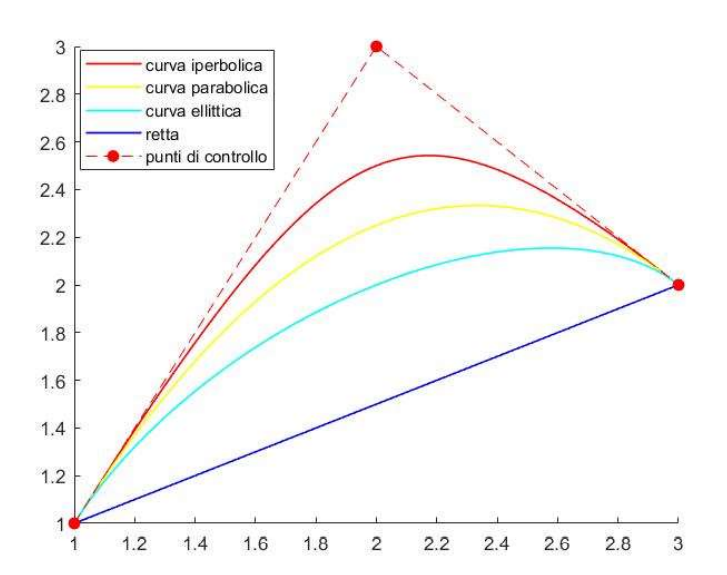 3
2.8
2.6
2.4
2.2
2
1.8
1.6
1.4
1.2
1
curva iperbolica
curva parabolica
curva ellittica
retta
punti di controllo
1 1.2 1.4 1.6 1.8 2 2.2 2.4 2.6 2.8 3